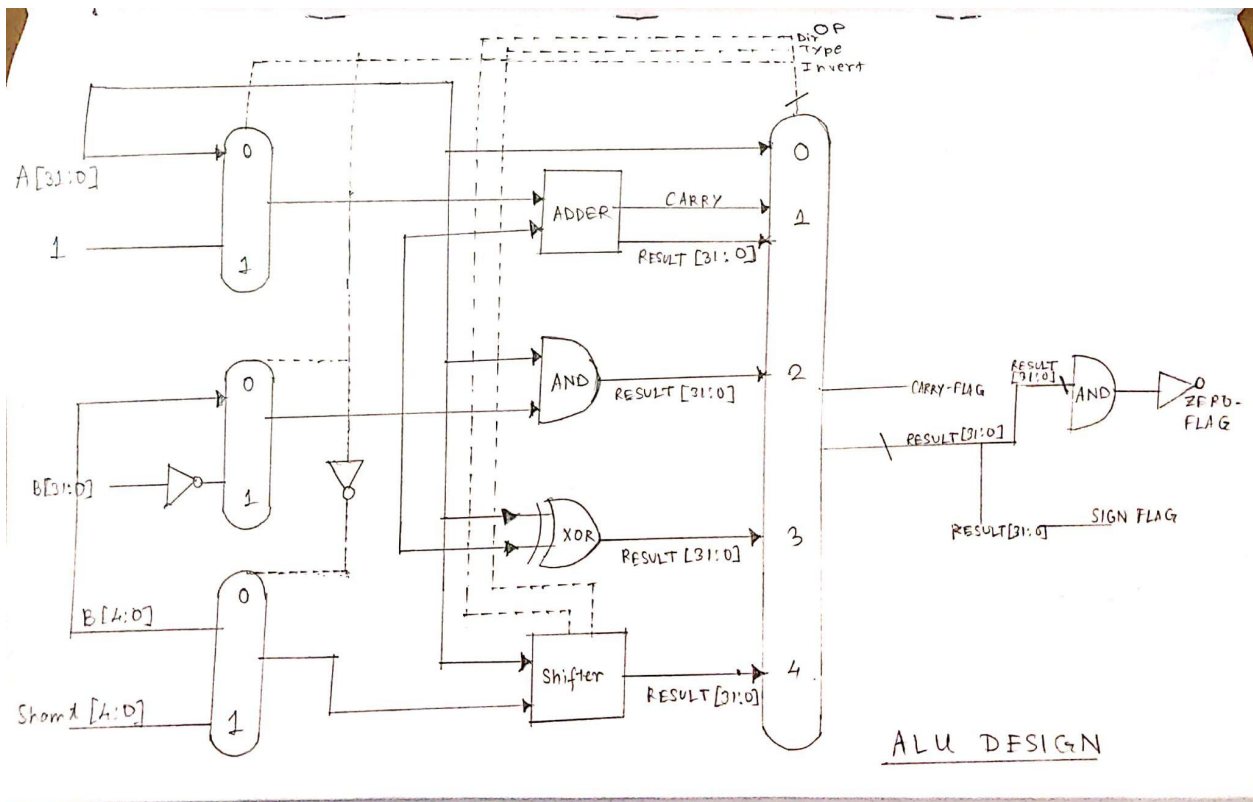 OP
Dir
Type
Invert
A[31:0]
0
1
1
ADDER
CARRY
RESULT [31:0]
0
1
B[31:0]
0
1
AND
RESULT [31:0]
2
CARRY-FLAG
RESULT[31:0]
RESULT
[31:0]
AND
ZERO-
FLAG
XOR
RESULT [31:0]
3
RESULT[31:0]
SIGN FLAG
B[4:0]
0
Shamt [4:0]
1
Shifter
RESULT [31:0]
4
ALU DESIGN